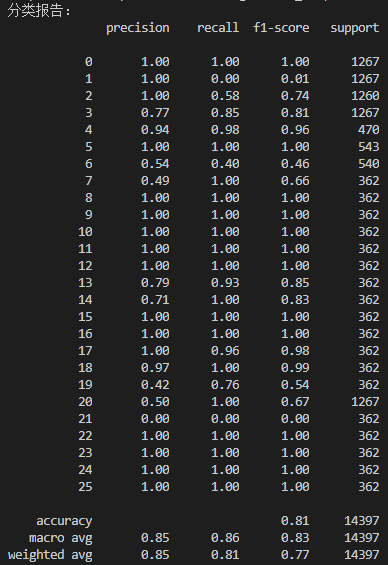 分类报告:
precision recall f1-score support
0 1.00 1.00 1.00 1267
1 1.00 0.00 0.01 1267
2 1.00 0.58 0.74 1260
3 0.77 0.85 0.81 1267
4 0.94 0.98 0.96 470
5 1.00 1.00 1.00 543
6 0.54 0.40 0.46 540
7 0.49 1.00 0.66 362
8 1.00 1.00 1.00 362
9 1.00 1.00 1.00 362
10 1.00 1.00 1.00 362
11 1.00 1.00 1.00 362
12 1.00 1.00 1.00 362
13 0.79 0.93 0.85 362
14 0.71 1.00 0.83 362
15 1.00 1.00 1.00 362
16 1.00 1.00 1.00 362
17 1.00 0.96 0.98 362
18 0.97 1.00 0.99 362
19 0.42 0.76 0.54 362
20 0.50 1.00 0.67 1267
21 0.00 0.00 0.00 362
22 1.00 1.00 1.00 362
23 1.00 1.00 1.00 362
24 1.00 1.00 1.00 362
25 1.00 1.00 1.00 362
accuracy 0.81 14397
macro avg 0.85 0.86 0.83 14397
weighted avg 0.85 0.81 0.77 14397